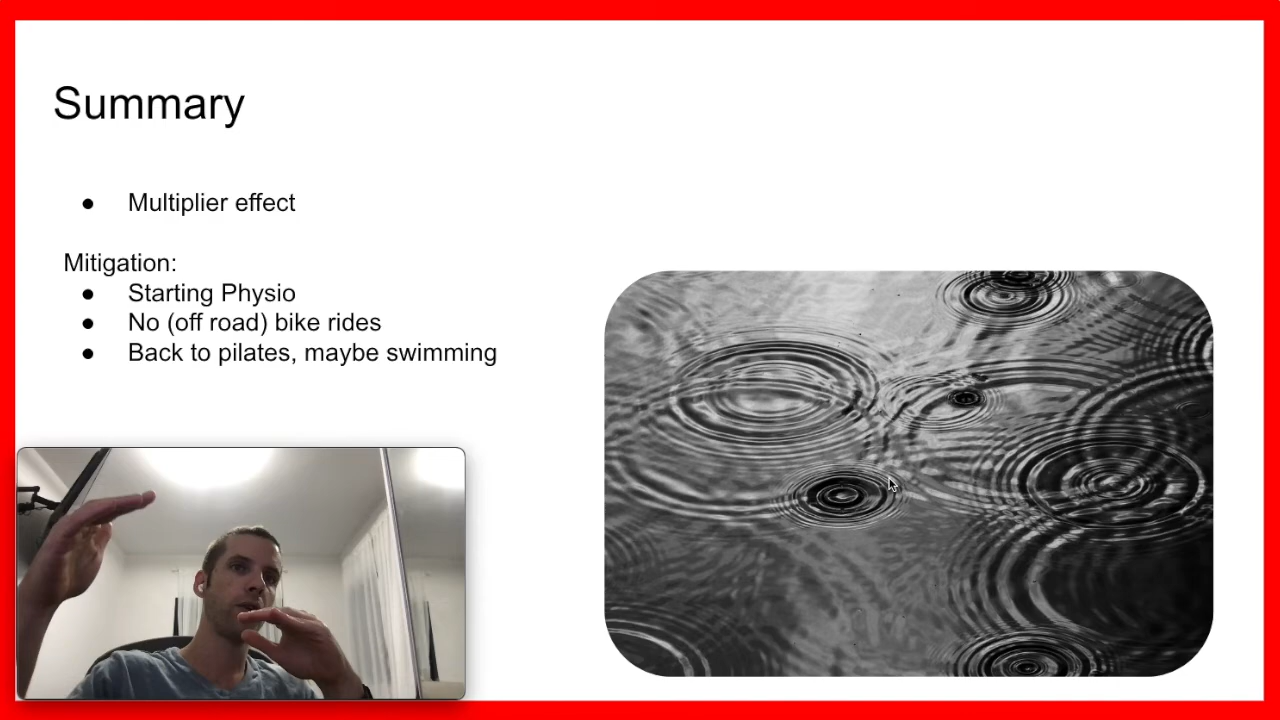 Summary
● Multiplier effect
Mitigation:
● Starting Physio
● No (off road) bike rides
● Back to pilates, maybe swimming